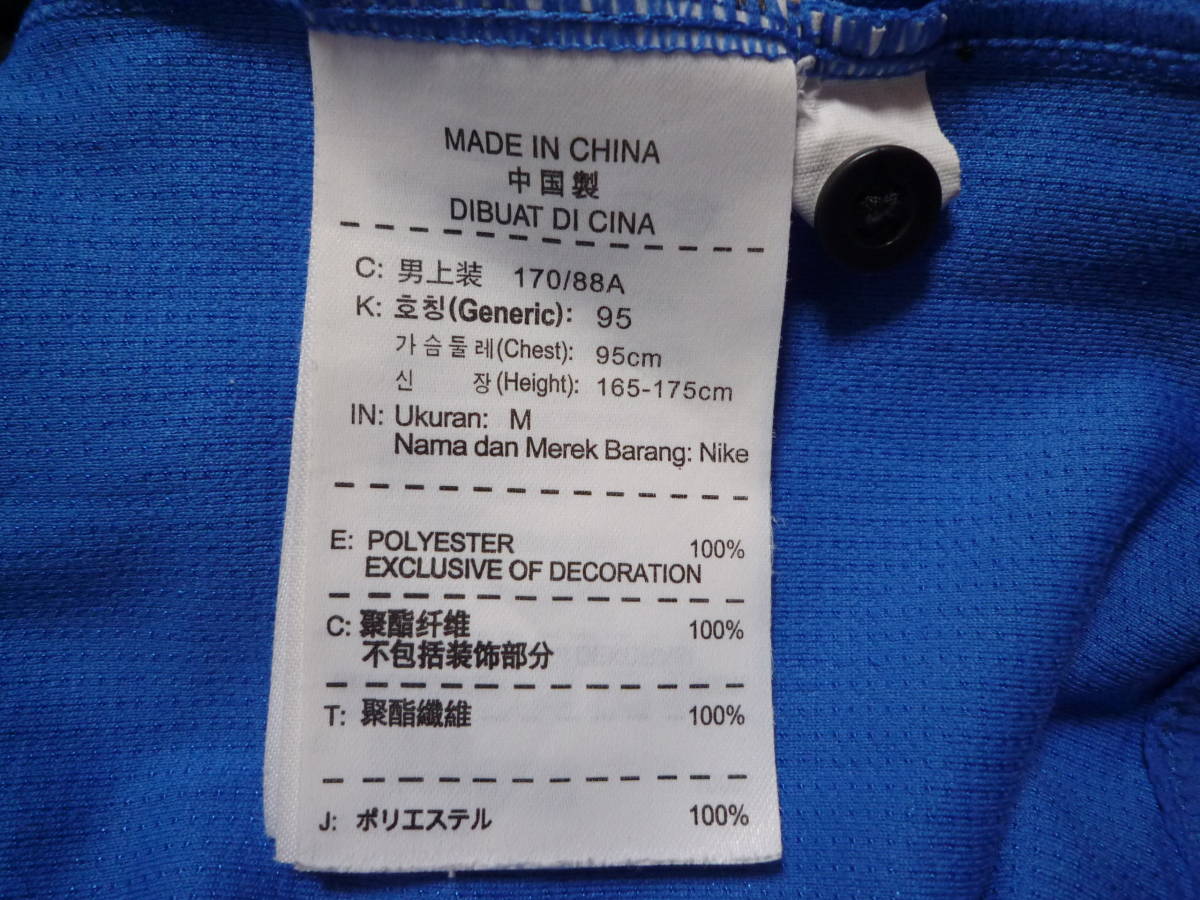 MADE IN CHINA
中国製
DIBUAT DI CINA
C: 男上装 170/88A
K: 호칭(Generic): 95
가슴둘레(Chest): 95cm
신 장(Height): 165-175cm
IN: Ukuran: M
Nama dan Merek Barang: Nike
E: POLYESTER 100%
EXCLUSIVE OF DECORATION
C: 聚酯纤维 100%
不包括装饰部分
T: 聚酯纖維 100%
J: ポリエステル 100%